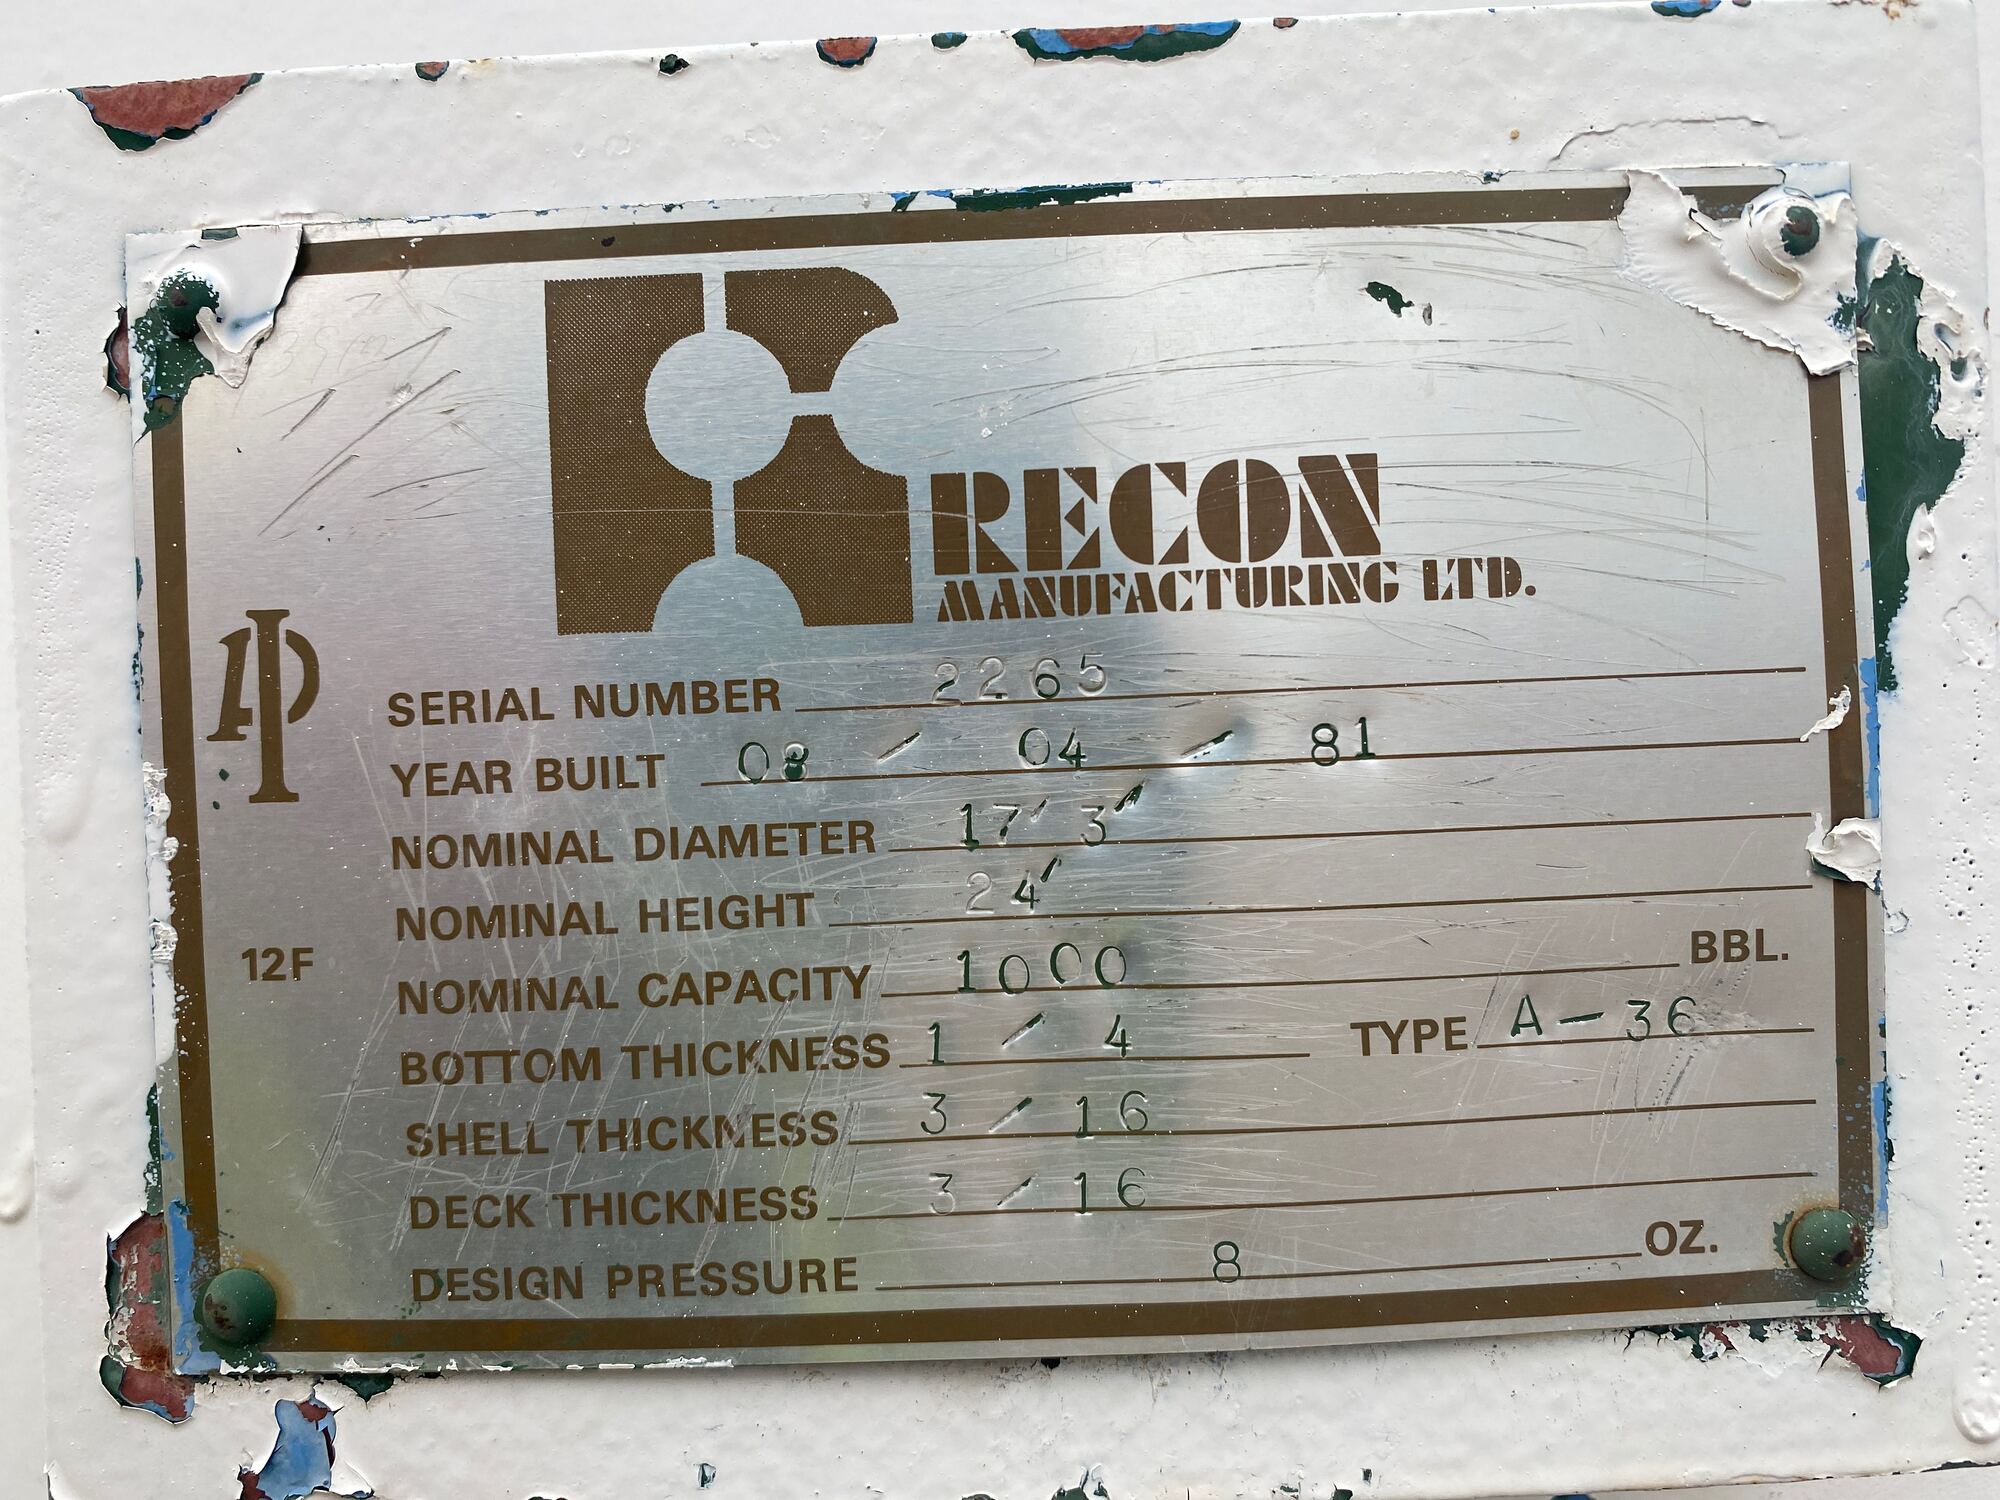 RECON
MANUFACTURING LTD.
API
SERIAL NUMBER 2265
YEAR BUILT 08 / 04 / 81
NOMINAL DIAMETER 17' 3"
NOMINAL HEIGHT 24'
12F
NOMINAL CAPACITY 1000 BBL.
BOTTOM THICKNESS 1 / 4 TYPE A-36
SHELL THICKNESS 3 / 16
DECK THICKNESS 3 / 16
DESIGN PRESSURE 8 OZ.